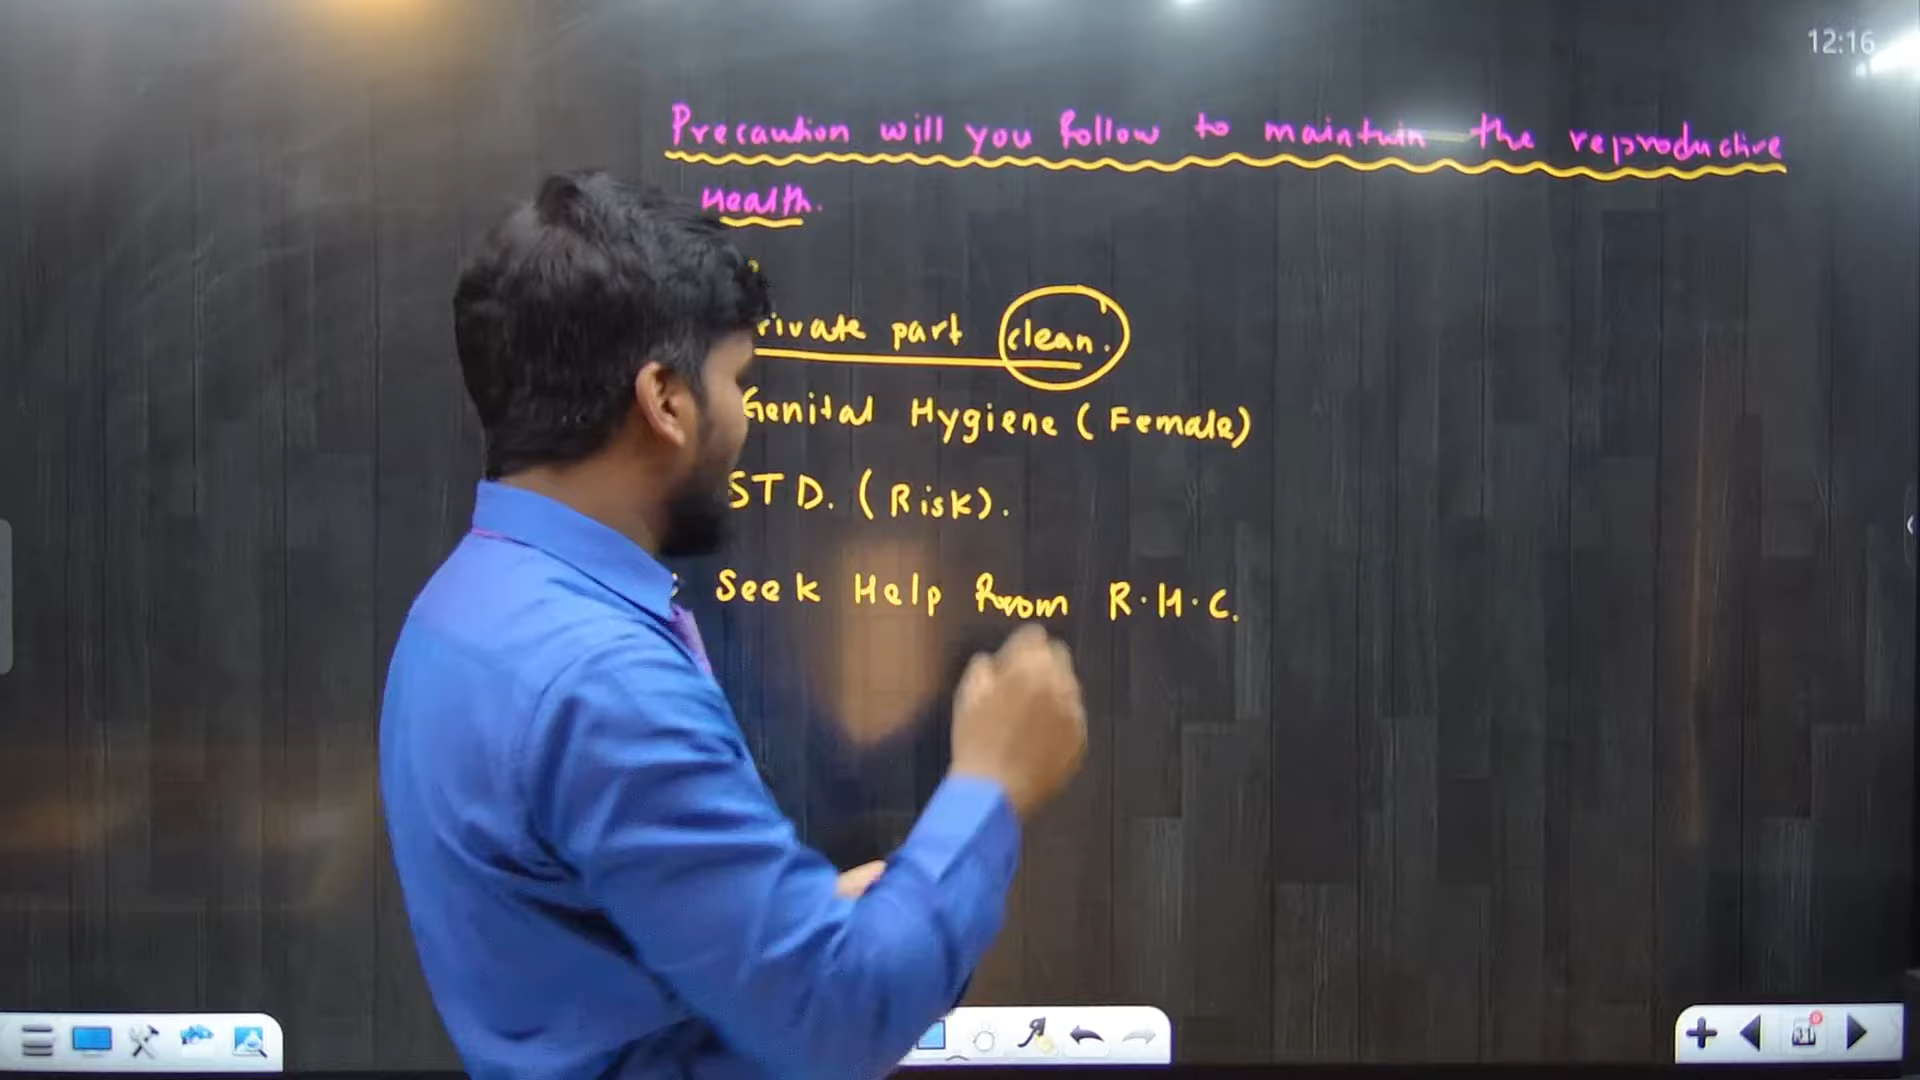 12:16
Precaution will you follow to maintain the reproductive
Health.
part clean.
Genital Hygiene (Female)
STD. (Risk).
: Seek Help From R.H.C.
31